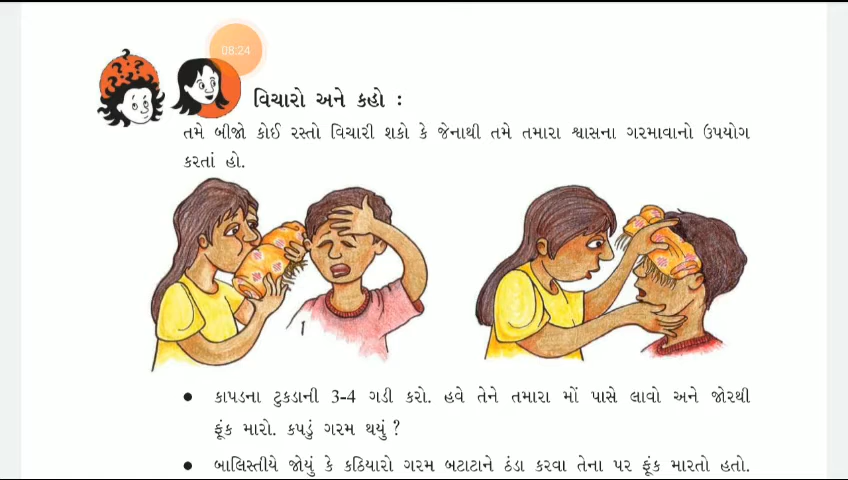 08:24
વિચારો અને કહો :
તમે બીજો કોઈ રસ્તો વિચારી શકો કે જેનાથી તમે તમારા શ્વાસના ગરમાવાનો ઉપયોગ
કરતાં હો.
કાપડના ટુકડાની 3-4 ગડી કરો. હવે તેને તમારા મોં પાસે લાવો અને જોરથી
ફૂંક મારો. કપડું ગરમ થયું ?
બાલિસ્તીયે જોયું કે કઠિયારો ગરમ બટાટાને ઠંડા કરવા તેના પર ફૂંક મારતો હતો.